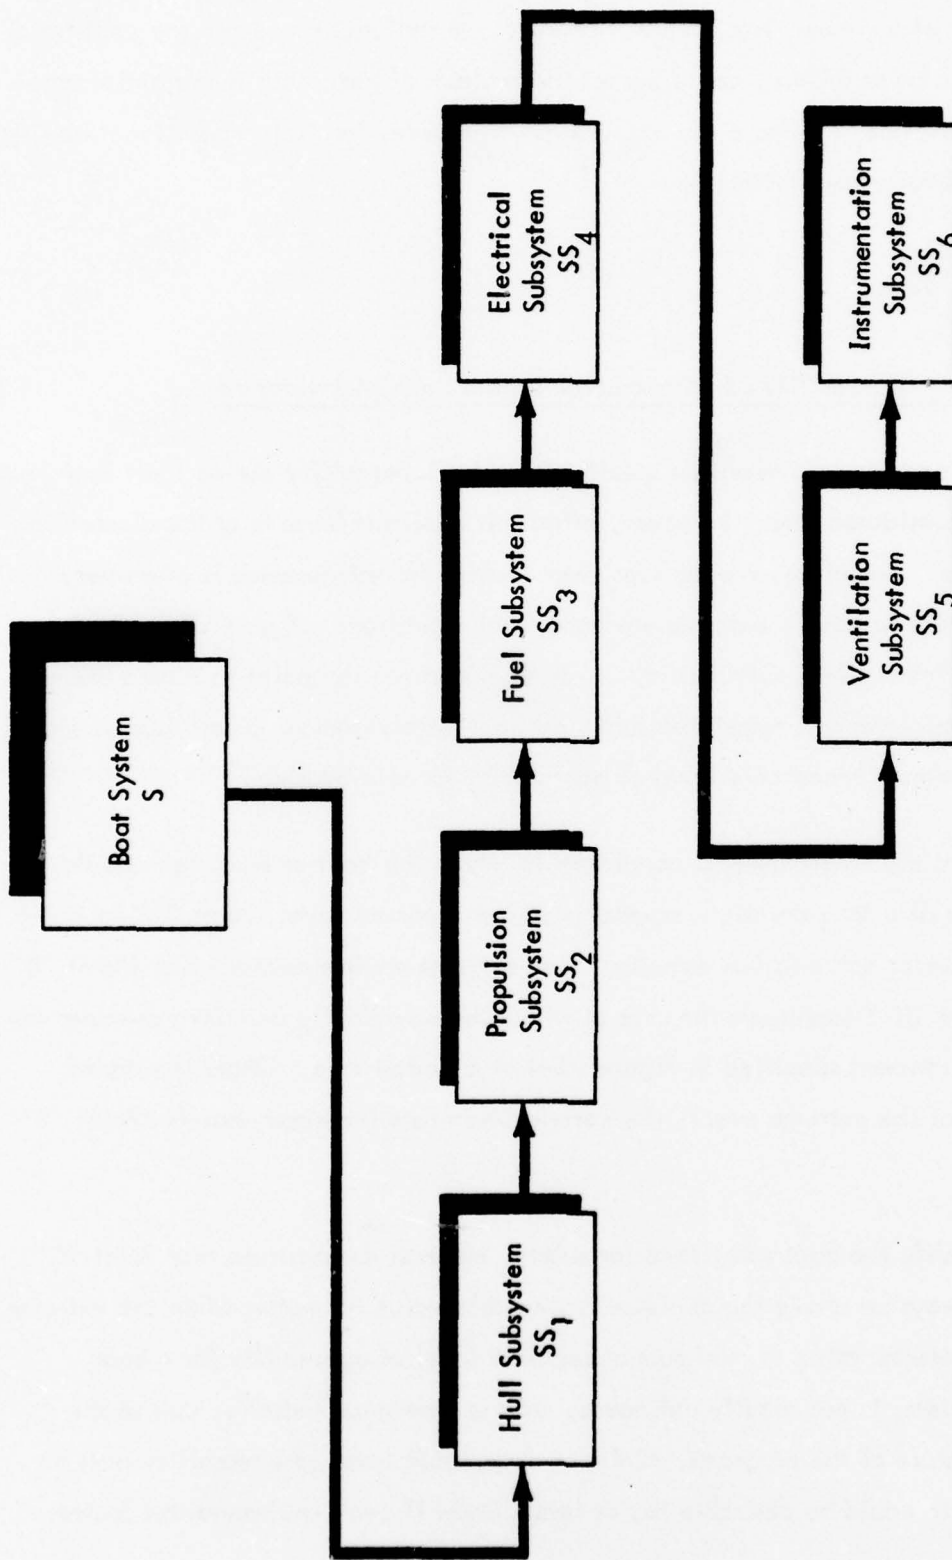 Boat System
S
Hull Subsystem
SS1
Propulsion
Subsystem
SS2
Fuel Subsystem
SS3
Electrical
Subsystem
SS4
Ventilation
Subsystem
SS5
Instrumentation
Subsystem
SS6